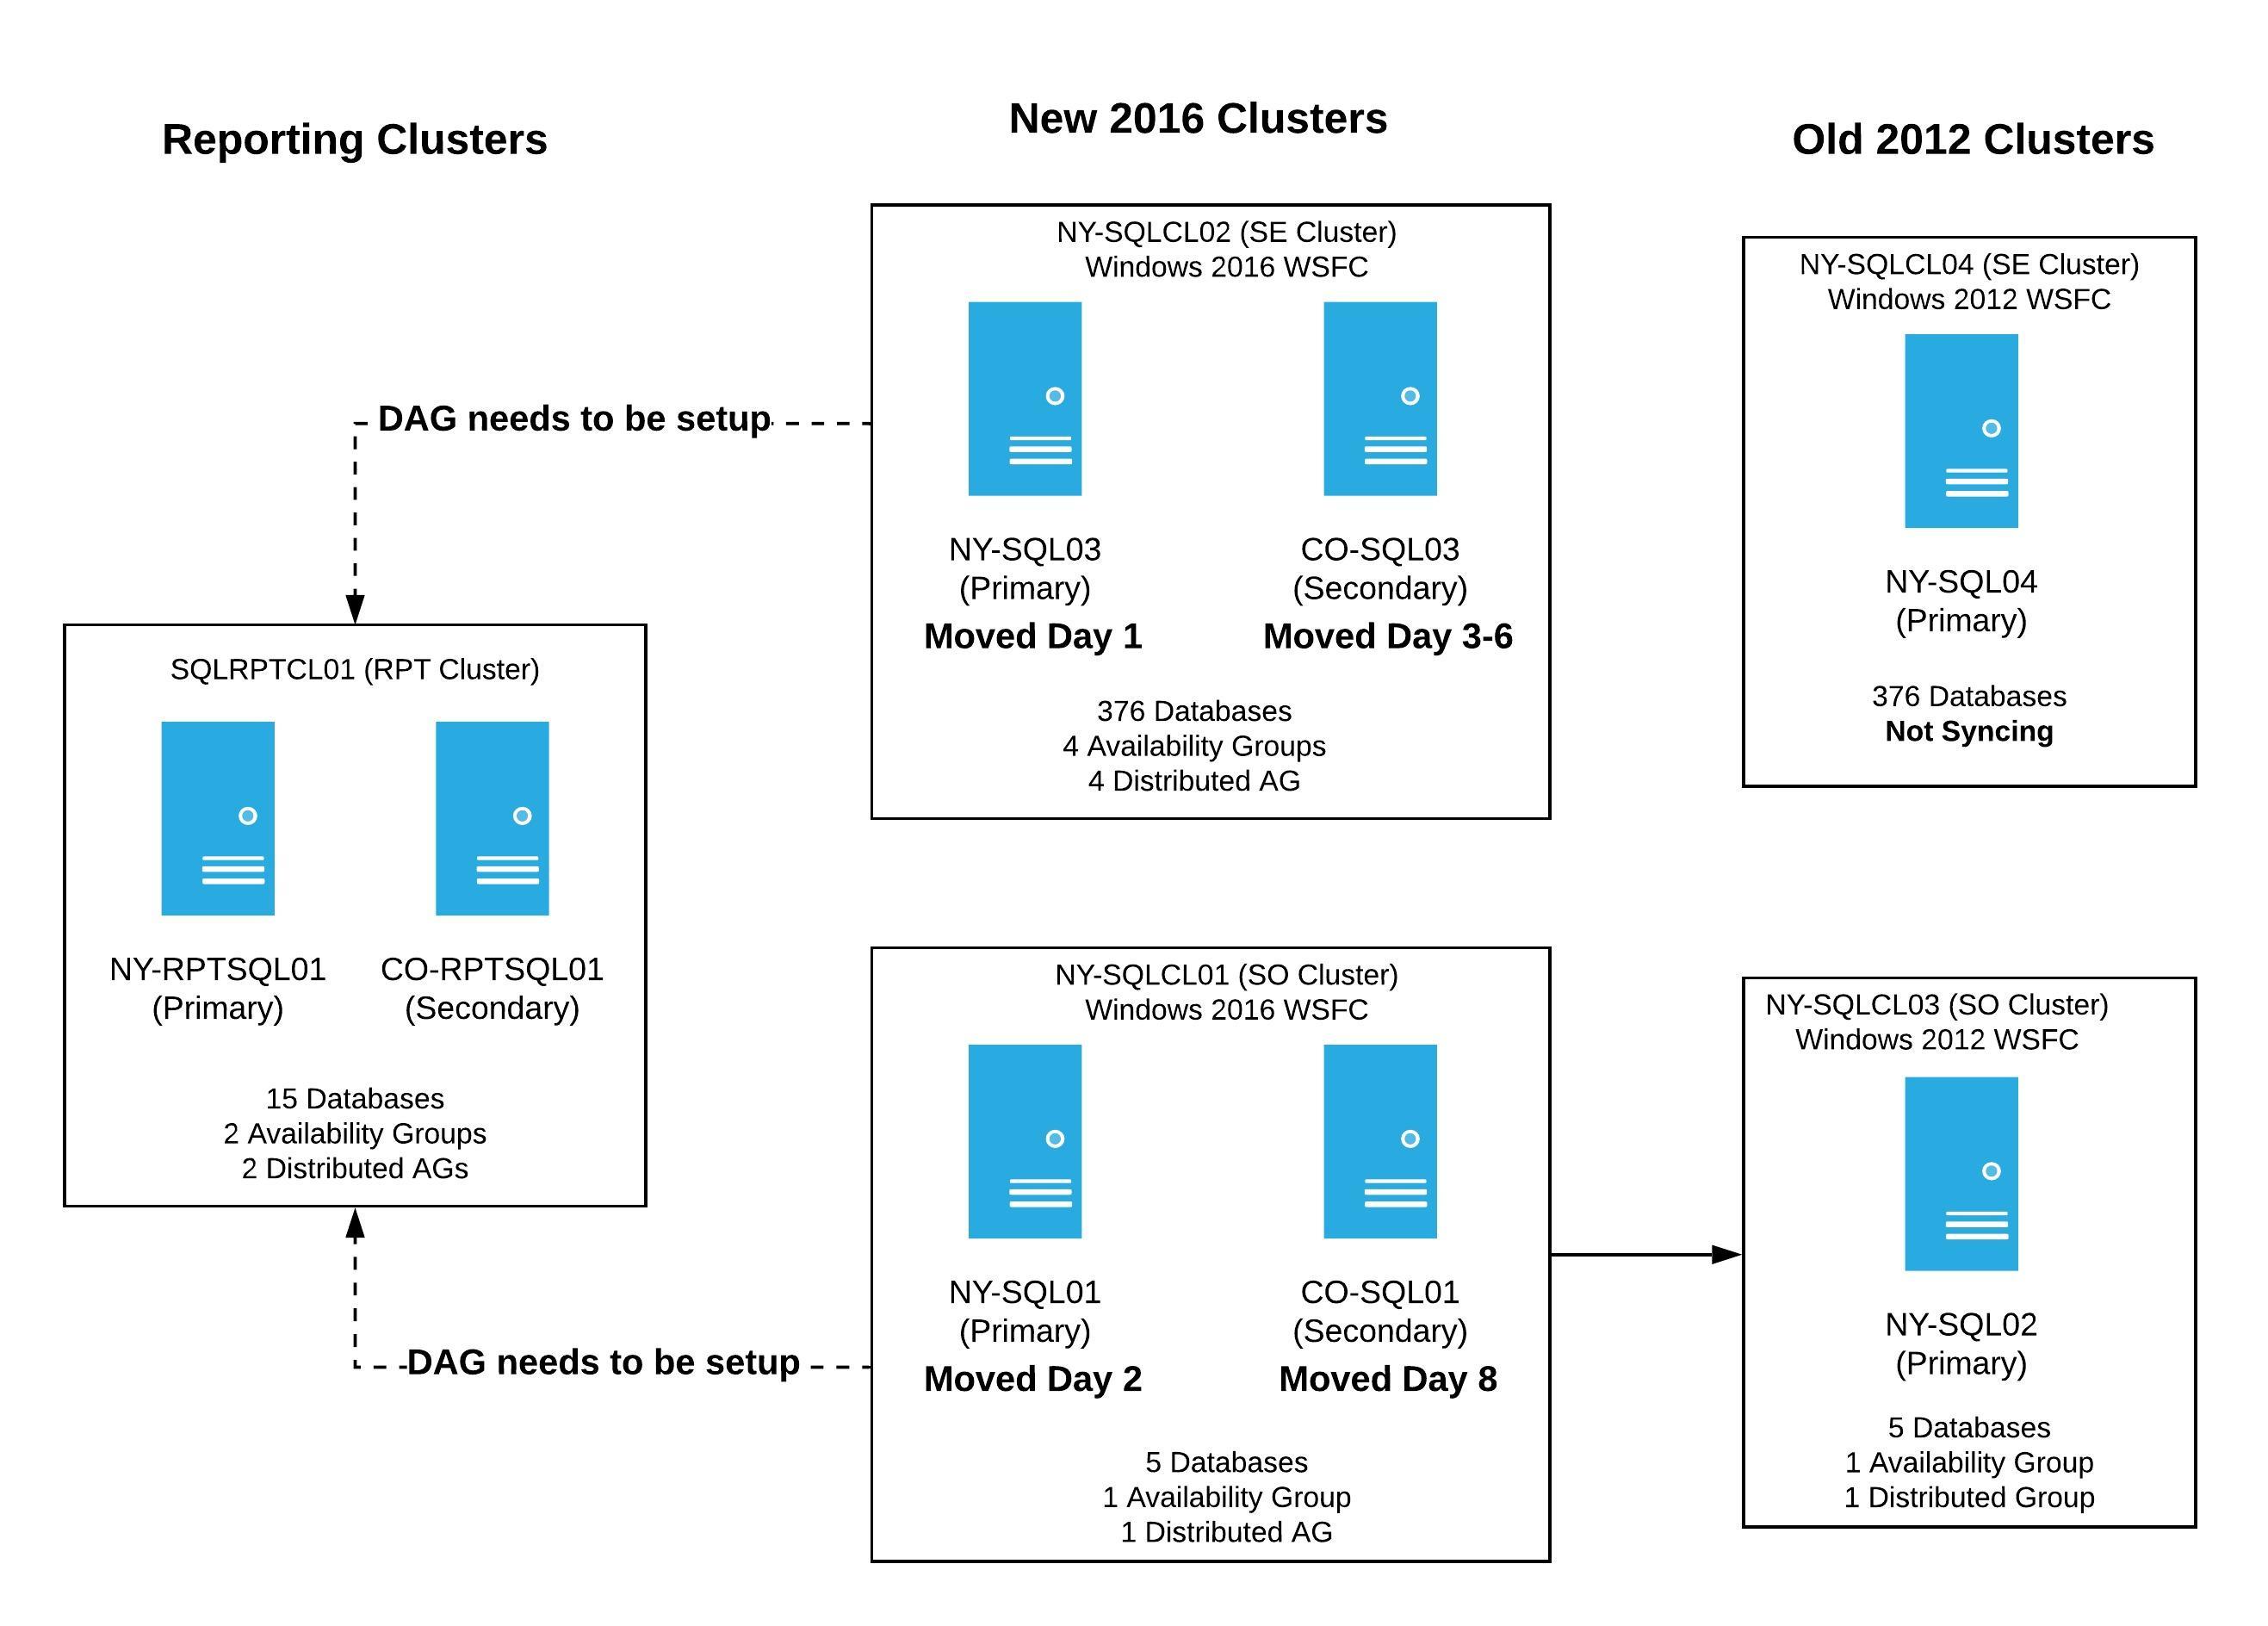 Reporting Clusters
New 2016 Clusters
Old 2012 Clusters
NY-SQLCL02 (SE Cluster)
Windows 2016 WSFC
NY-SQL03
(Primary)
Moved Day 1
CO-SQL03
(Secondary)
Moved Day 3-6
376 Databases
4 Availability Groups
4 Distributed AG
NY-SQLCL04 (SE Cluster)
Windows 2012 WSFC
NY-SQL04
(Primary)
376 Databases
Not Syncing
DAG needs to be setup
SQLRPTCL01 (RPT Cluster)
NY-RPTSQL01
(Primary)
CO-RPTSQL01
(Secondary)
15 Databases
2 Availability Groups
2 Distributed AGs
DAG needs to be setup
NY-SQLCL01 (SO Cluster)
Windows 2016 WSFC
NY-SQL01
(Primary)
Moved Day 2
CO-SQL01
(Secondary)
Moved Day 8
5 Databases
1 Availability Group
1 Distributed AG
NY-SQLCL03 (SO Cluster)
Windows 2012 WSFC
NY-SQL02
(Primary)
5 Databases
1 Availability Group
1 Distributed Group